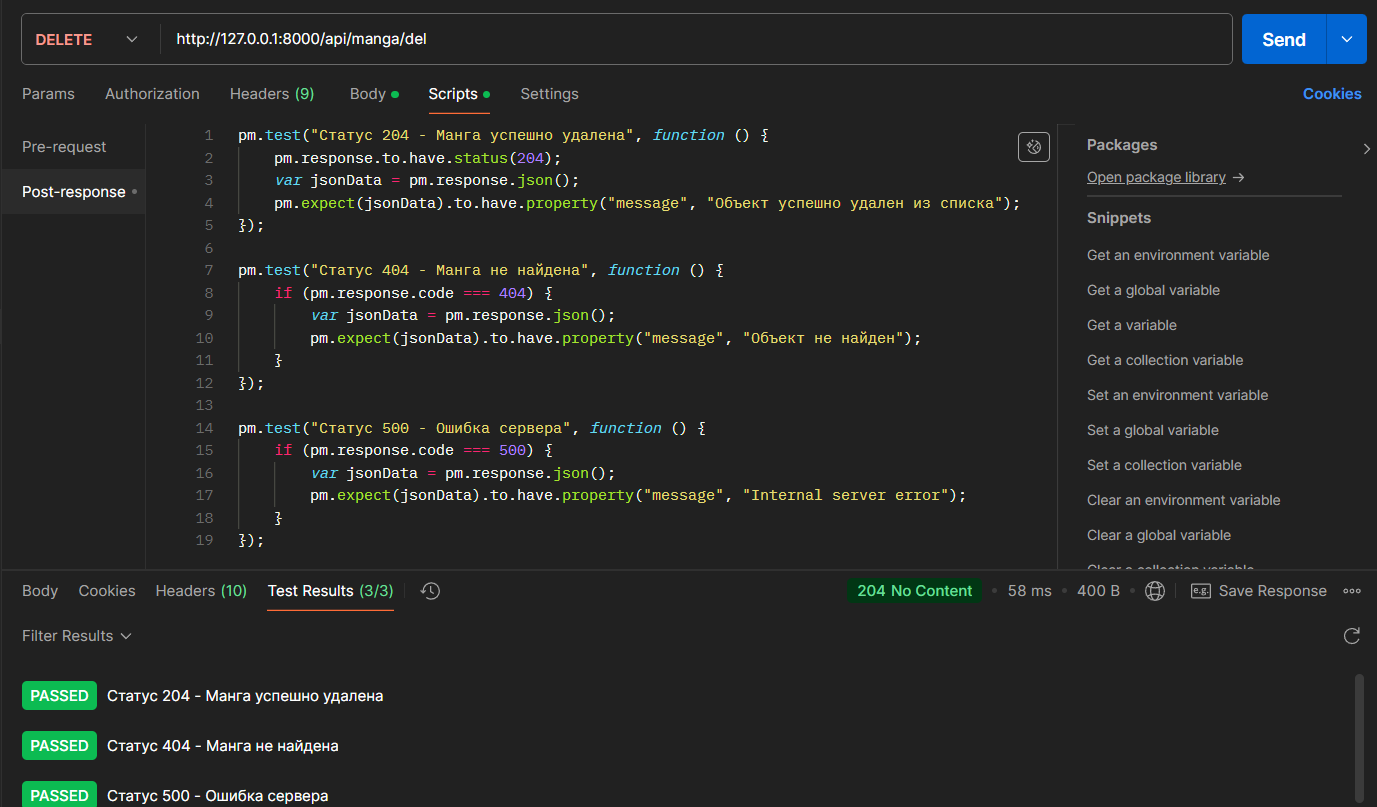 DELETE http://127.0.0.1:8000/api/manga/del Send
Params Authorization Headers (9) Body Scripts Settings Cookies
Pre-request
Post-response
1 pm.test("Статус 204 - Манга успешно удалена", function () {
2 pm.response.to.have.status(204);
3 var jsonData = pm.response.json();
4 pm.expect(jsonData).to.have.property("message", "Объект успешно удален из списка");
5 });
6
7 pm.test("Статус 404 - Манга не найдена", function () {
8 if (pm.response.code === 404) {
9 var jsonData = pm.response.json();
10 pm.expect(jsonData).to.have.property("message", "Объект не найден");
11 }
12 });
13
14 pm.test("Статус 500 - Ошибка сервера", function () {
15 if (pm.response.code === 500) {
16 var jsonData = pm.response.json();
17 pm.expect(jsonData).to.have.property("message", "Internal server error");
18 }
19 });
Packages
Open package library →
Snippets
Get an environment variable
Get a global variable
Get a variable
Get a collection variable
Set an environment variable
Set a global variable
Set a collection variable
Clear an environment variable
Clear a global variable
Clear a collection variable
Body Cookies Headers (10) Test Results (3/3) 204 No Content • 58 ms • 400 B • e.g. Save Response
Filter Results
PASSED Статус 204 - Манга успешно удалена
PASSED Статус 404 - Манга не найдена
PASSED Статус 500 - Ошибка сервера